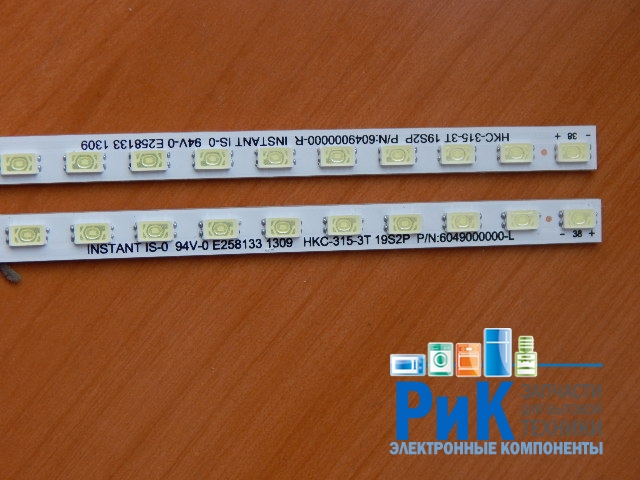 HKC-315-3T 19S2P P/N:6049000000-R INSTANT IS-0 94V-0 E258133 1309
- 38 +
INSTANT IS-0 94V-0 E258133 1309 HKC-315-3T 19S2P P/N:6049000000-L
- 38 +
РиК
ЗАПЧАСТИ
ТЕХНИКИ
ЭЛЕКТРОННЫЕ КОМПОНЕНТЫ